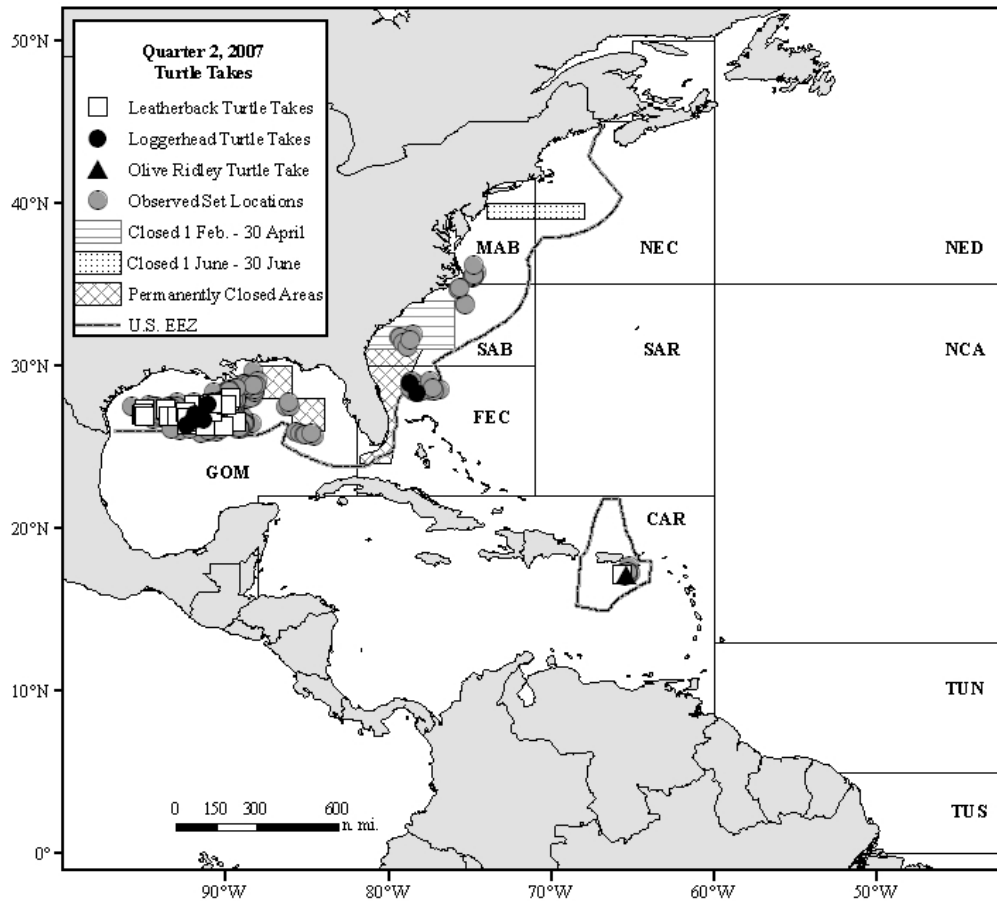 50°N
40°N
30°N
20°N
10°N
0°
Quarter 2, 2007
Turtle Takes
Leatherback Turtle Takes
Loggerhead Turtle Takes
Olive Ridley Turtle Take
Observed Set Locations
Closed 1 Feb. - 30 April
Closed 1 June - 30 June
Permanently Closed Areas
U.S. EEZ
MAB
NEC
NED
SAB
SAR
NCA
FEC
GOM
CAR
TUN
TUS
0 150 300 600
n. mi.
90°W 80°W 70°W 60°W 50°W